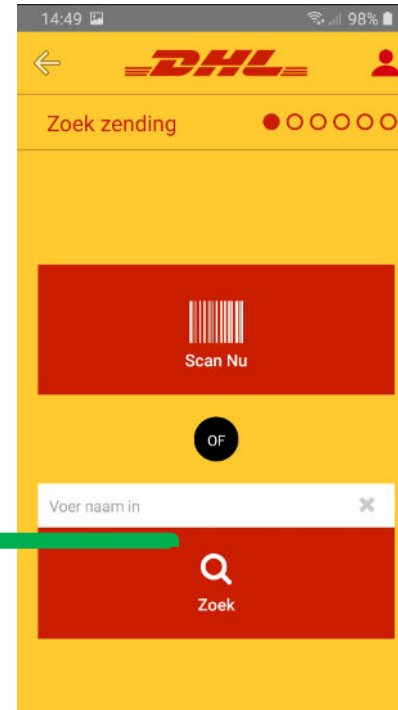 14:49 98%
DHL
Zoek zending
Scan Nu
OF
Voer naam in
Zoek